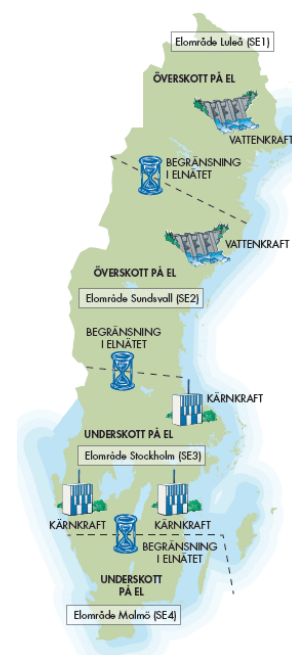 Elområde Luleå (SE1)
ÖVERSKOTT PÅ EL
VATTENKRAFT
BEGRÄNSNING
I ELNÄTET
VATTENKRAFT
ÖVERSKOTT PÅ EL
Elområde Sundsvall (SE2)
BEGRÄNSNING
I ELNÄTET
KÄRNKRAFT
UNDERSKOTT PÅ EL
Elområde Stockholm (SE3)
KÄRNKRAFT
KÄRNKRAFT
BEGRÄNSNING
I ELNÄTET
UNDERSKOTT
PÅ EL
Elområde Malmö (SE4)